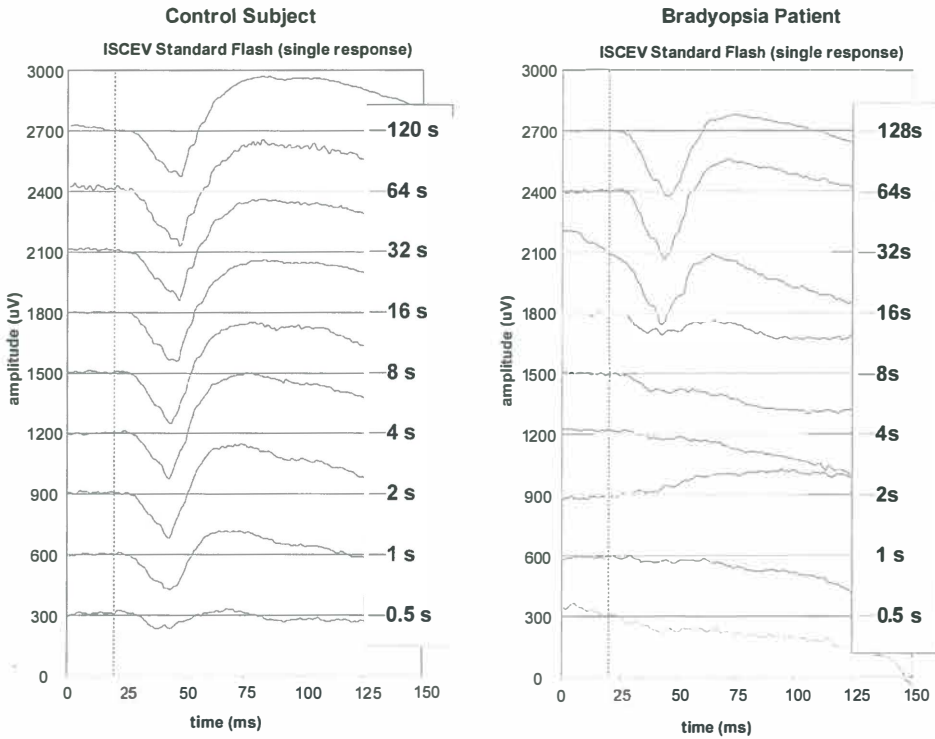 Control Subject
ISCEV Standard Flash (single response)
3000
2700
2400
2100
1800
1500
1200
900
600
300
0
amplitude (uV)
120 s
64 s
32 s
16 s
8 s
4 s
2 s
1 s
0.5 s
0 25 50 75 100 125 150
time (ms)
Bradyopsia Patient
ISCEV Standard Flash (single response)
3000
2700
2400
2100
1800
1500
1200
900
600
300
0
amplitude (uV)
128s
64s
32s
16s
8s
4s
2s
1 s
0.5 s
0 25 50 75 100 125 150
time (ms)